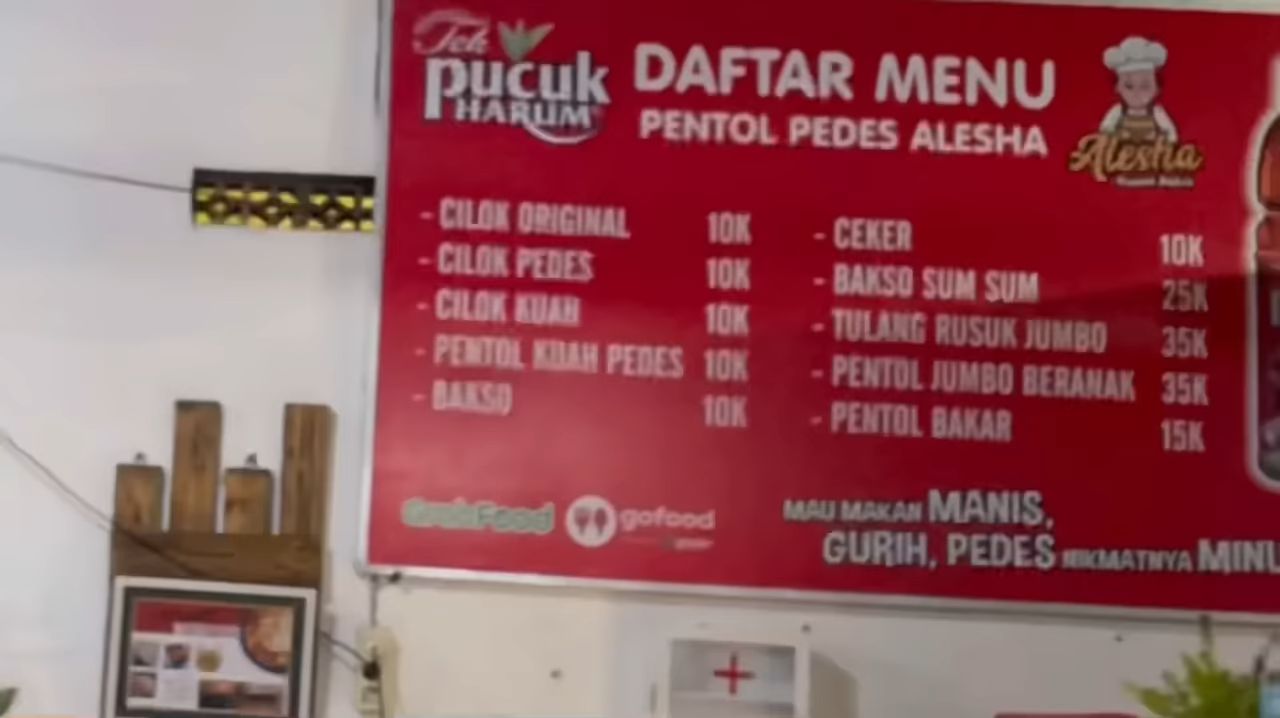 Teh
pucuk
HARUM
DAFTAR MENU
PENTOL PEDES ALESHA
Alesha
- CILOK ORIGINAL 10K
- CILOK PEDES 10K
- CILOK KUAH 10K
- PENTOL KUAH PEDES 10K
- BAKSO 10K
- CEKER 10K
- BAKSO SUM SUM 25K
- TULANG RUSUK JUMBO 35K
- PENTOL JUMBO BERANAK 35K
- PENTOL BAKAR 15K
GrabFood
gofood
MAU MAKAN MANIS,
GURIH, PEDES NIKMATNYA MINU